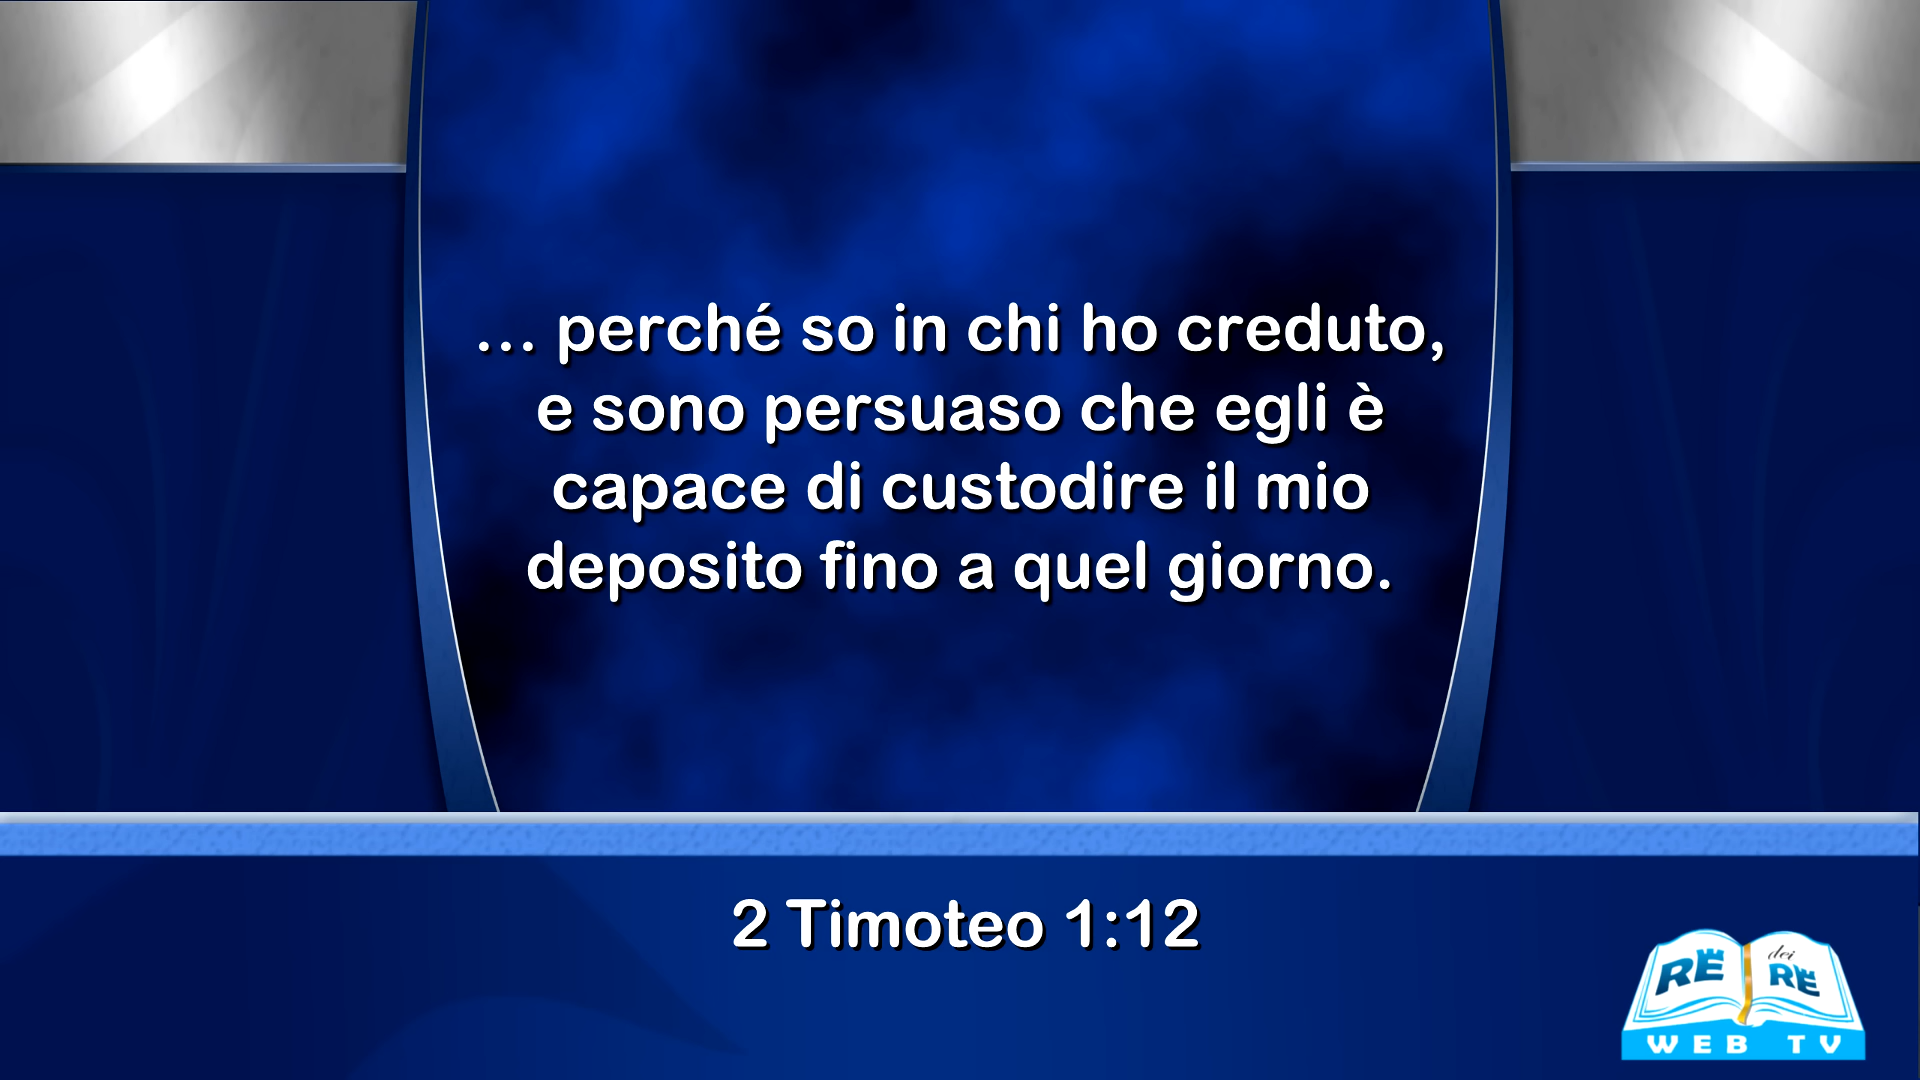 … perché so in chi ho creduto,
e sono persuaso che egli è
capace di custodire il mio
deposito fino a quel giorno.
2 Timoteo 1:12
RE dei RE
WEB TV